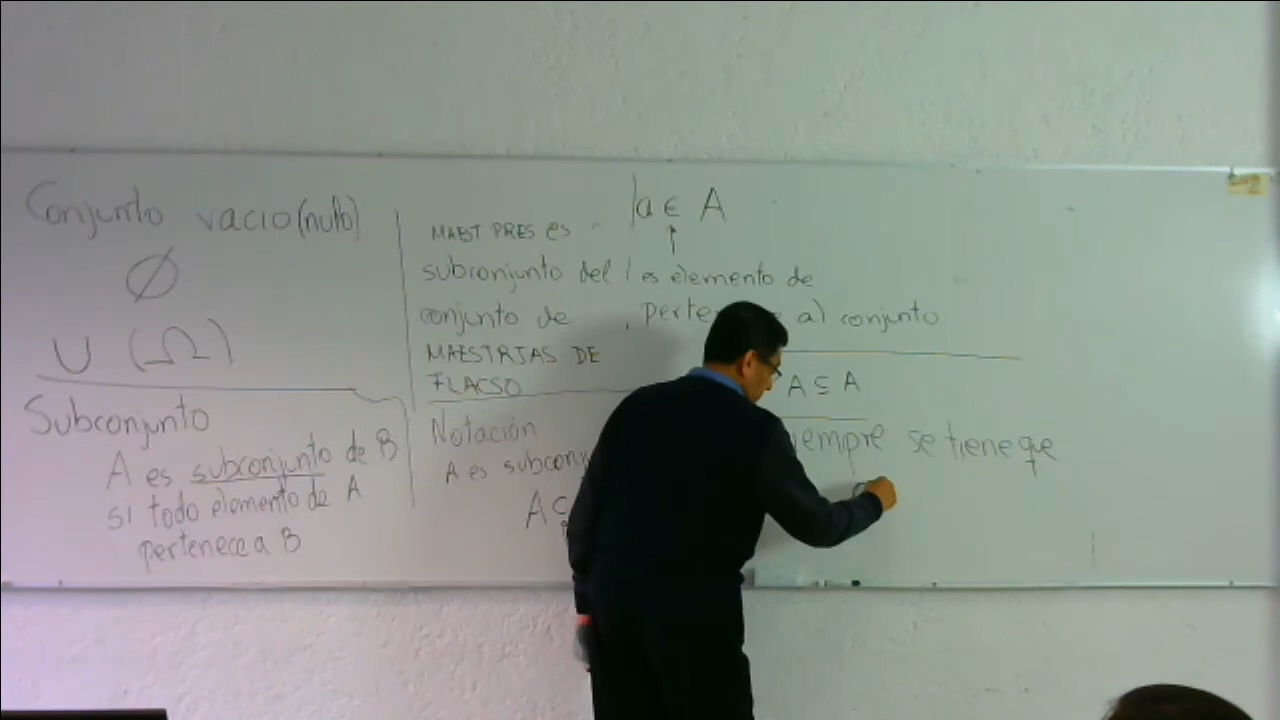 Conjunto vacio (nulo)
∅
U (Ω)
Subconjunto
A es subconjunto de B
si todo elemento de A
pertenece a B
MAEST PRES es
subconjunto del
conjunto de
MAESTRIAS DE
FLACSO
Notación
A es
A ⊆
a ∈ A
↑
es elemento de
al conjunto
A ⊆ A
se tiene que